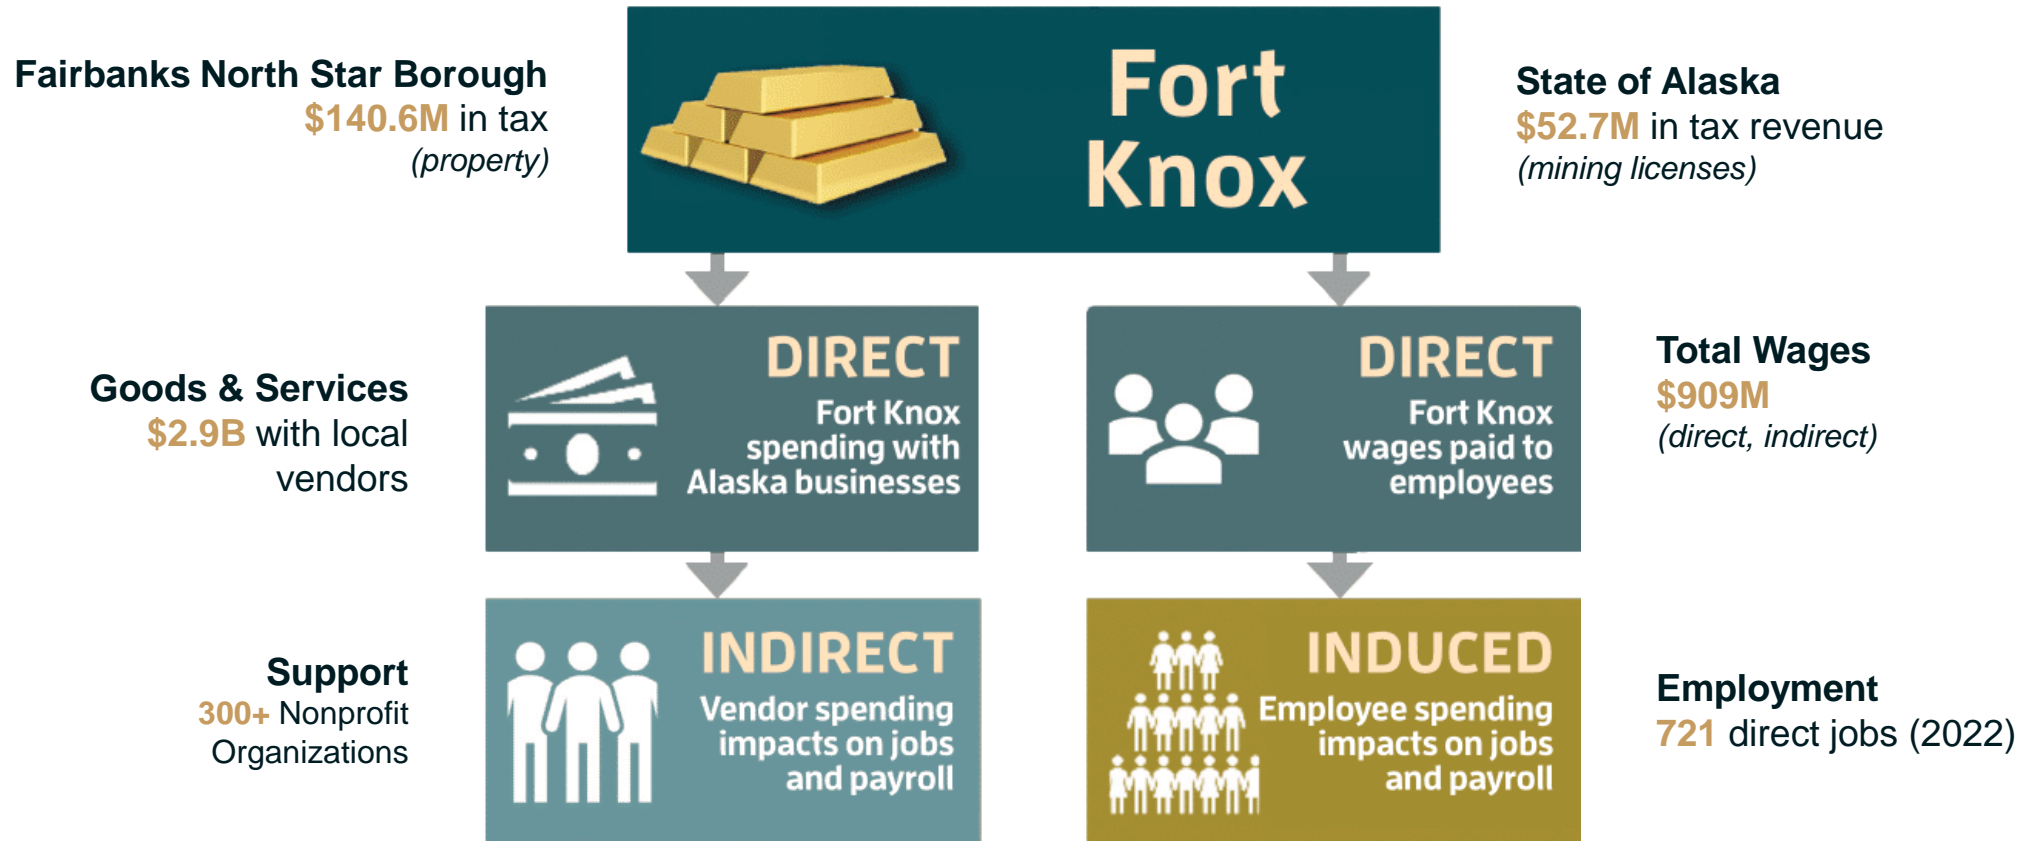 Fairbanks North Star Borough
$140.6M in tax
(property)
Fort
Knox
State of Alaska
$52.7M in tax revenue
(mining licenses)
Goods & Services
$2.9B with local
vendors
DIRECT
Fort Knox
spending with
Alaska businesses
DIRECT
Fort Knox
wages paid to
employees
Total Wages
$909M
(direct, indirect)
Support
300+ Nonprofit
Organizations
INDIRECT
Vendor spending
impacts on jobs
and payroll
INDUCED
Employee spending
impacts on jobs
and payroll
Employment
721 direct jobs (2022)